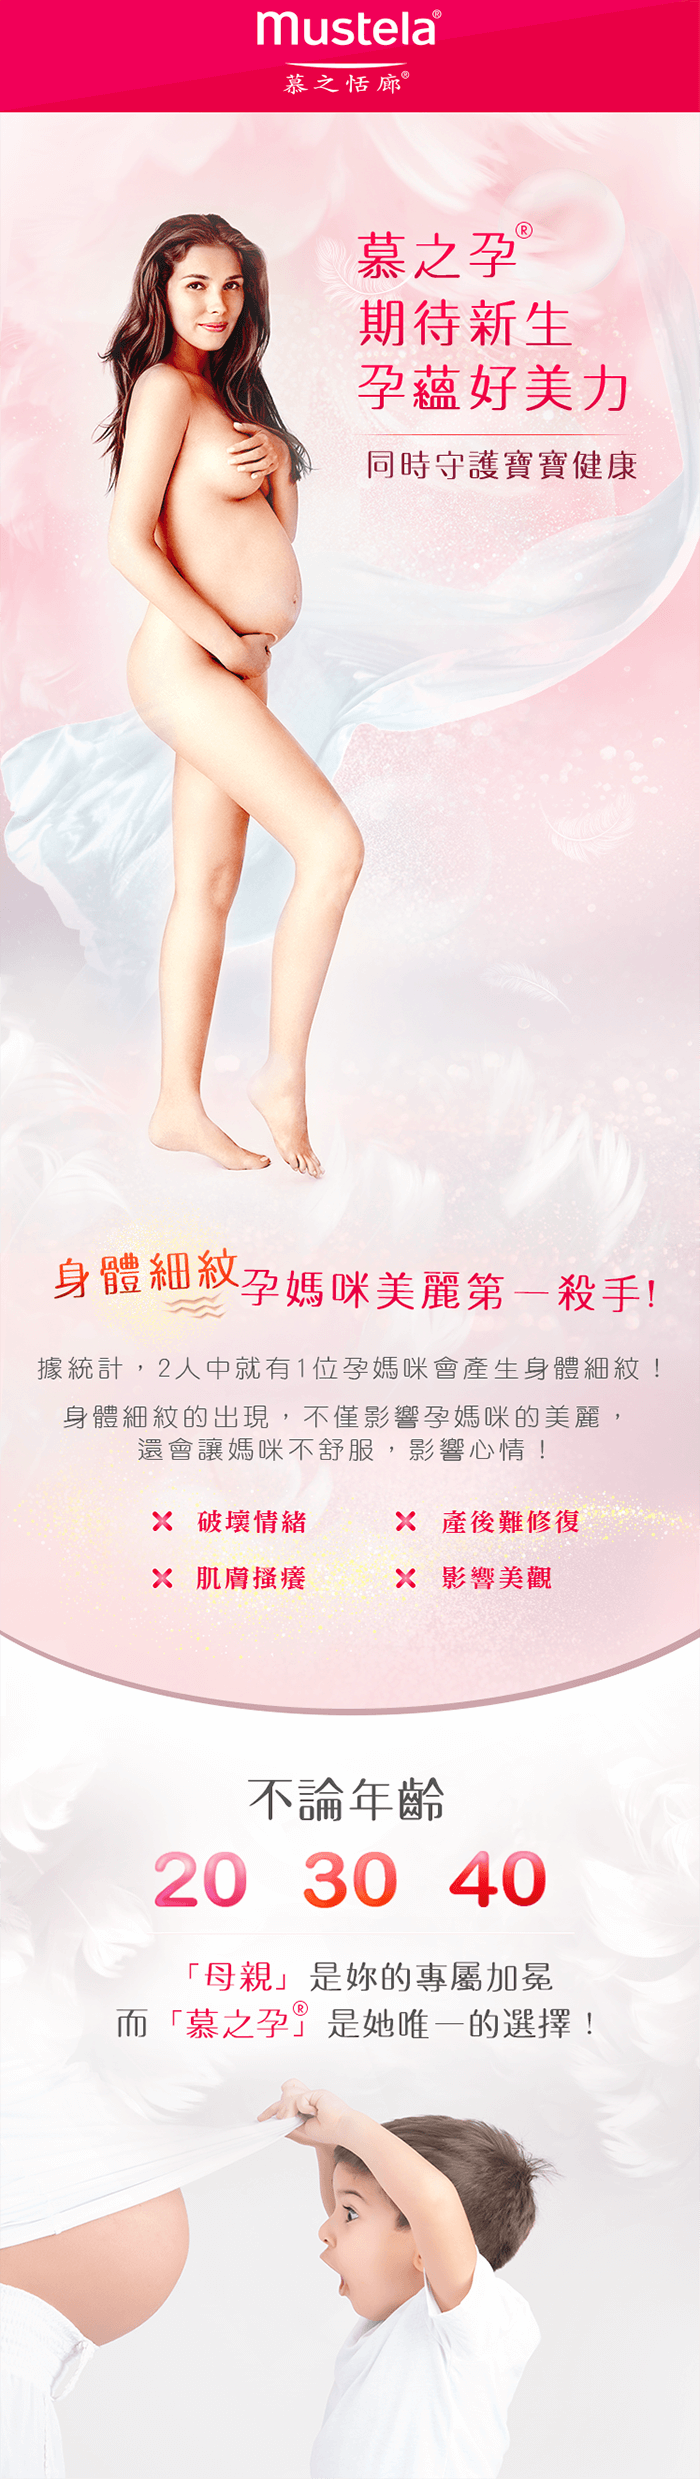 mustela®
慕之恬廊®
慕之孕®
期待新生
孕蘊好美力
同時守護寶寶健康
身體細紋孕媽咪美麗第一殺手!
據統計，2人中就有1位孕媽咪會產生身體細紋！
身體細紋的出現，不僅影響孕媽咪的美麗，
還會讓媽咪不舒服，影響心情！
破壞情緒 產後難修復
肌膚搔癢 影響美觀
不論年齡
20 30 40
「母親」是妳的專屬加冕
而「慕之孕®」是她唯一的選擇！